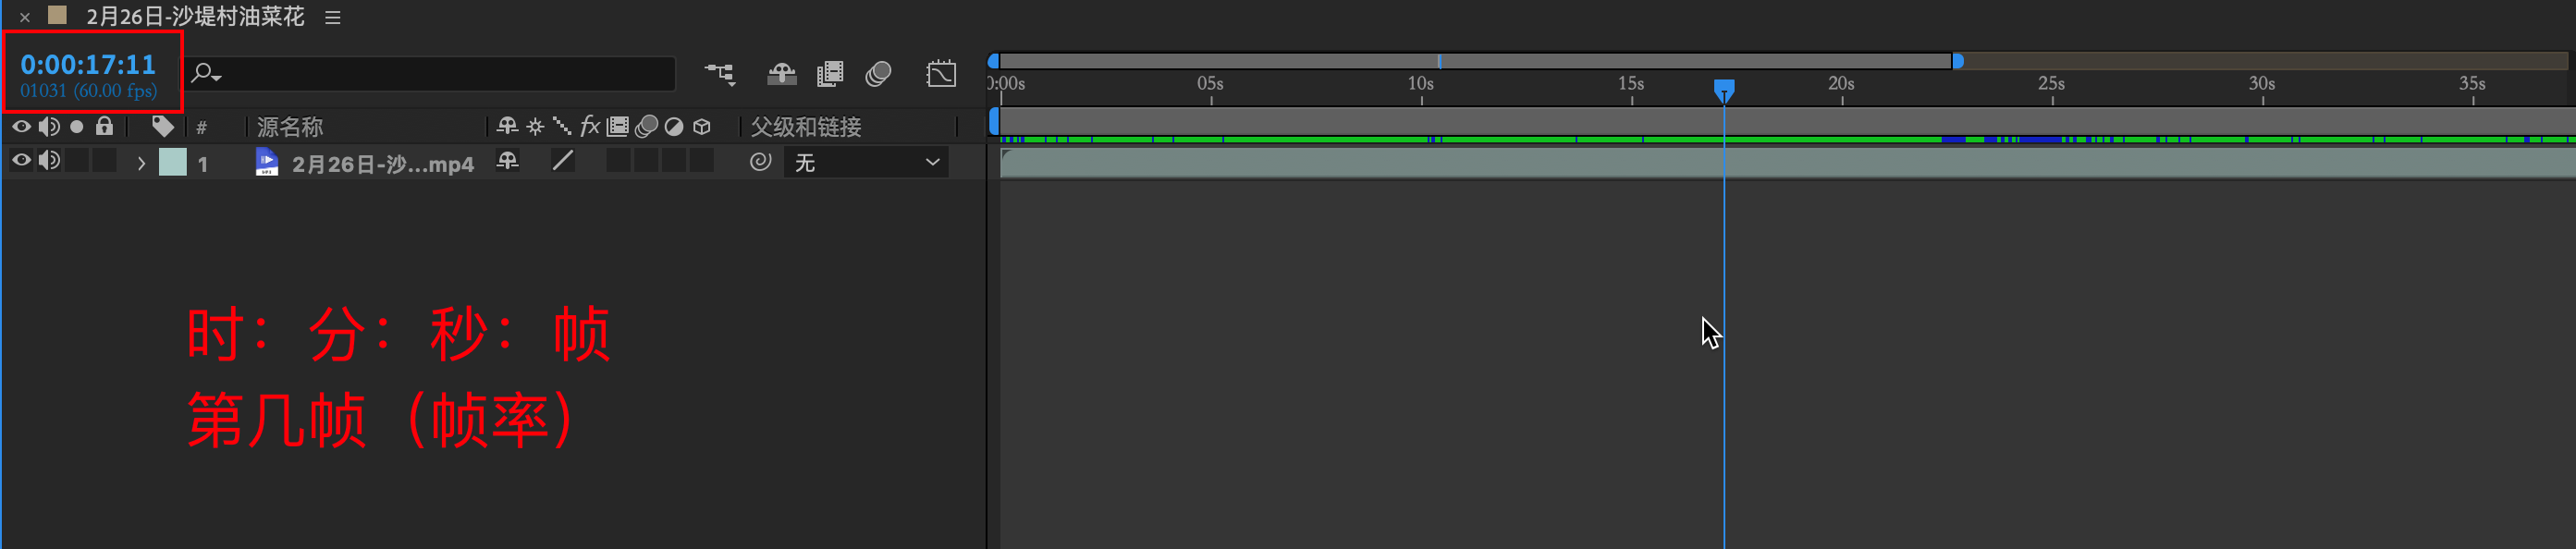 2月26日-沙堤村油菜花
0:00:17:11
01031 (60.00 fps)
0:00s 05s 10s 15s 20s 25s 30s 35s
# 源名称 fx 父级和链接
1 2月26日-沙...mp4 无
时：分：秒：帧
第几帧（帧率）